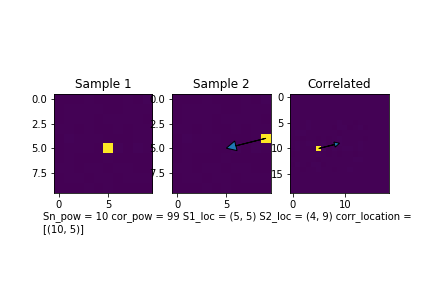 Sample 1 Sample 2 Correlated
0.0 0.0 0
2.5 2.5 5
5.0 5.0 10
7.5 7.5 15
0 5 0 5 0 10
Sn_pow = 10 cor_pow = 99 S1_loc = (5, 5) S2_loc = (4, 9) corr_location =
[(10, 5)]